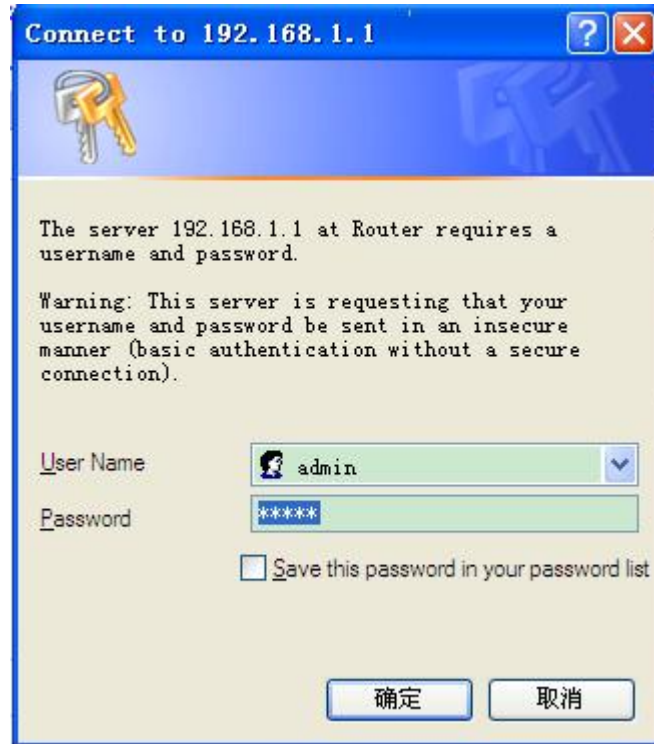 Connect to 192.168.1.1
?
The server 192.168.1.1 at Router requires a
username and password.
Warning: This server is requesting that your
username and password be sent in an insecure
manner (basic authentication without a secure
connection).
User Name
admin
Password
*****
Save this password in your password list
确定
取消